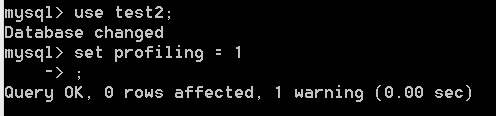 mysql> use test2;
Database changed
mysql> set profiling = 1
    -> ;
Query OK, 0 rows affected, 1 warning (0.00 sec)